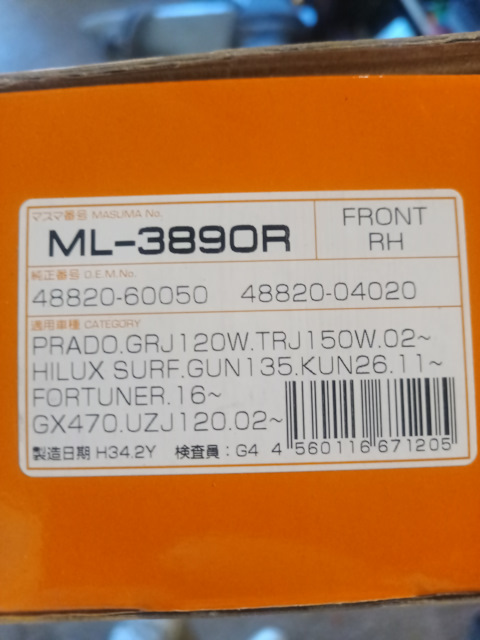 マスマ番号 MASUMA No.
ML-3890R
FRONT
RH
純正番号 O.E.M.No.
48820-60050 48820-04020
適用車種 CATEGORY
PRADO.GRJ120W.TRJ150W.02~
HILUX SURF.GUN135.KUN26.11~
FORTUNER.16~
GX470.UZJ120.02~
製造日期 H34.2Y 検査員:G4 4 560116 671205